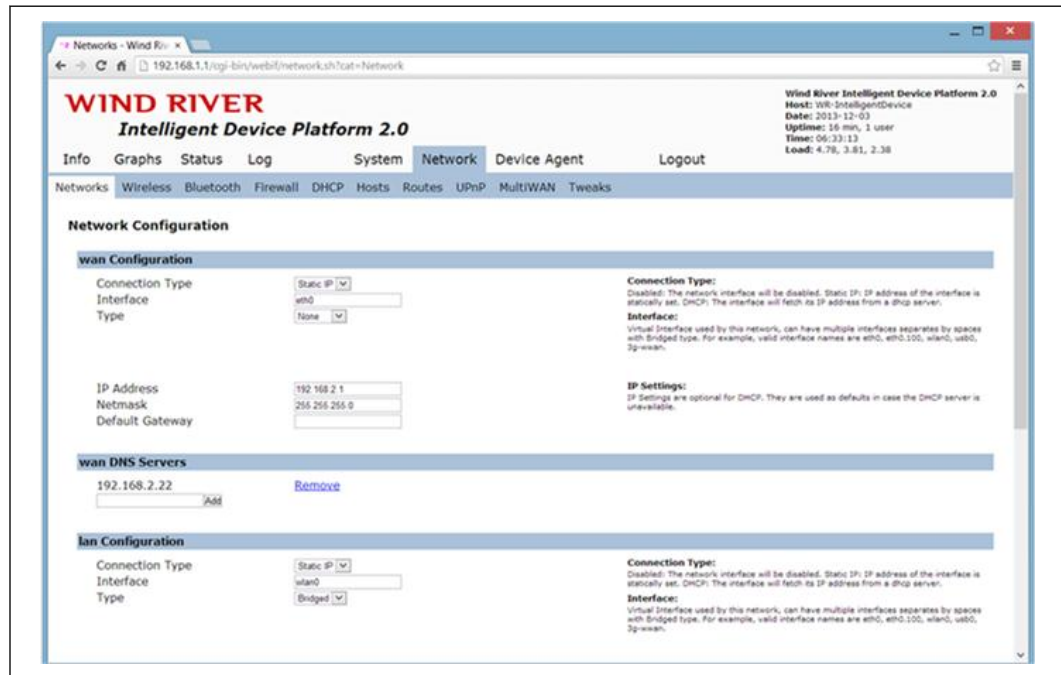 Networks - Wind Riv
192.168.1.1/cgi-bin/webif/network.sh?cat=Network
WIND RIVER
Intelligent Device Platform 2.0
Wind River Intelligent Device Platform 2.0
Host: WR-IntelligentDevice
Date: 2013-12-03
Uptime: 16 min, 1 user
Time: 06:33:13
Load: 4.78, 3.81, 2.38
Info Graphs Status Log System Network Device Agent Logout
Networks Wireless Bluetooth Firewall DHCP Hosts Routes UPnP MultiWAN Tweaks
Network Configuration
wan Configuration
Connection Type Static IP
Interface eth0
Type None
Connection Type:
Disabled: The network interface will be disabled. Static IP: IP address of the interface is
statically set. DHCP: The interface will fetch its IP address from a dhcp server.
Interface:
Virtual Interface used by this network, can have multiple interfaces separates by spaces
with Bridged type. For example, valid interface names are eth0, eth0.100, wlan0, usb0,
3g-wwan.
IP Address 192.168.2.1
Netmask 255.255.255.0
Default Gateway
IP Settings:
IP Settings are optional for DHCP. They are used as defaults in case the DHCP server is
unavailable.
wan DNS Servers
192.168.2.22 Remove
Add
lan Configuration
Connection Type Static IP
Interface wlan0
Type Bridged
Connection Type:
Disabled: The network interface will be disabled. Static IP: IP address of the interface is
statically set. DHCP: The interface will fetch its IP address from a dhcp server.
Interface:
Virtual Interface used by this network, can have multiple interfaces separates by spaces
with Bridged type. For example, valid interface names are eth0, eth0.100, wlan0, usb0,
3g-wwan.